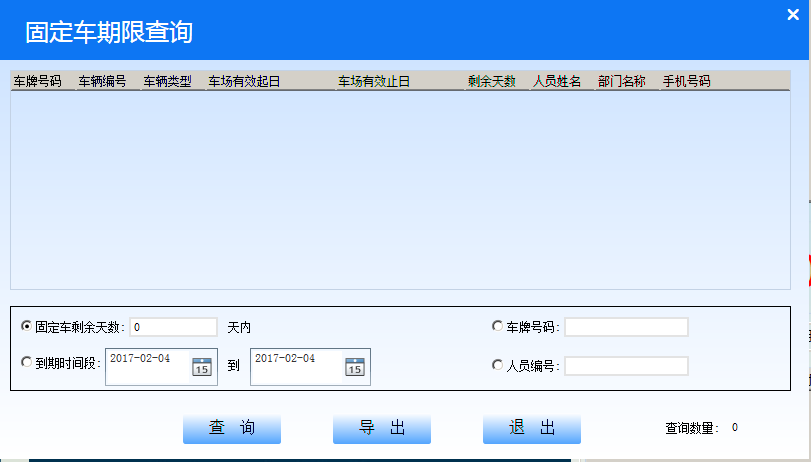 固定车期限查询
车牌号码 车辆编号 车辆类型 车场有效起日 车场有效止日 剩余天数 人员姓名 部门名称 手机号码
固定车剩余天数: 0 天内 车牌号码:
到期时间段: 2017-02-04 15 到 2017-02-04 15 人员编号:
查 询 导 出 退 出 查询数量: 0